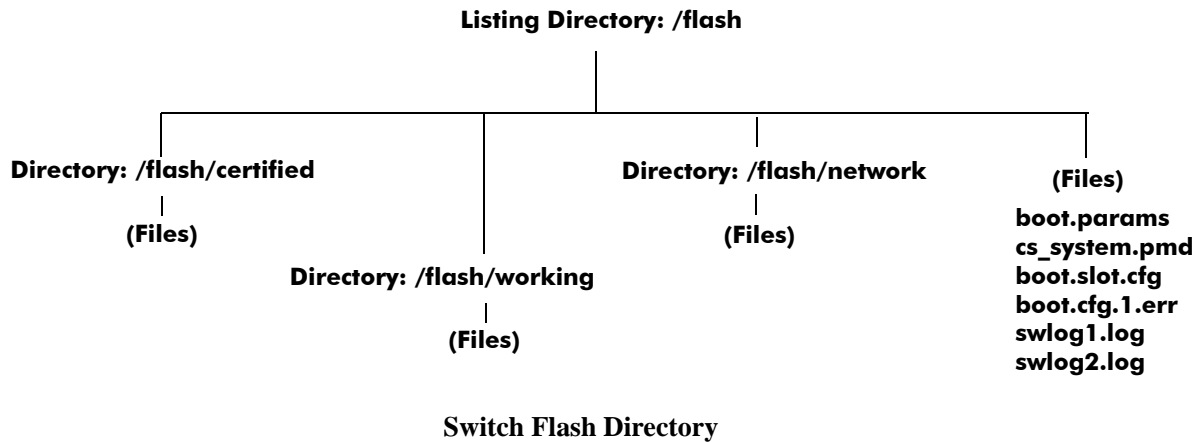 Listing Directory: /flash
Directory: /flash/certified
(Files)
Directory: /flash/working
(Files)
Directory: /flash/network
(Files)
(Files)
boot.params
cs_system.pmd
boot.slot.cfg
boot.cfg.1.err
swlog1.log
swlog2.log
Switch Flash Directory